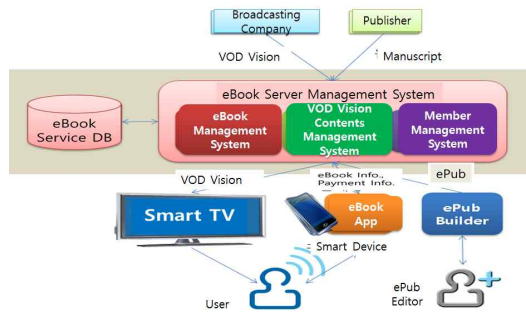 Broadcasting
Company
Publisher
VOD Vision
Manuscript
eBook Server Management System
eBook
Service DB
eBook
Management
System
VOD Vision
Contents
Management
System
Member
Management
System
VOD Vision
eBook Info.,
Payment Info.
ePub
Smart TV
eBook
App
ePub
Builder
Smart Device
User
ePub
Editor